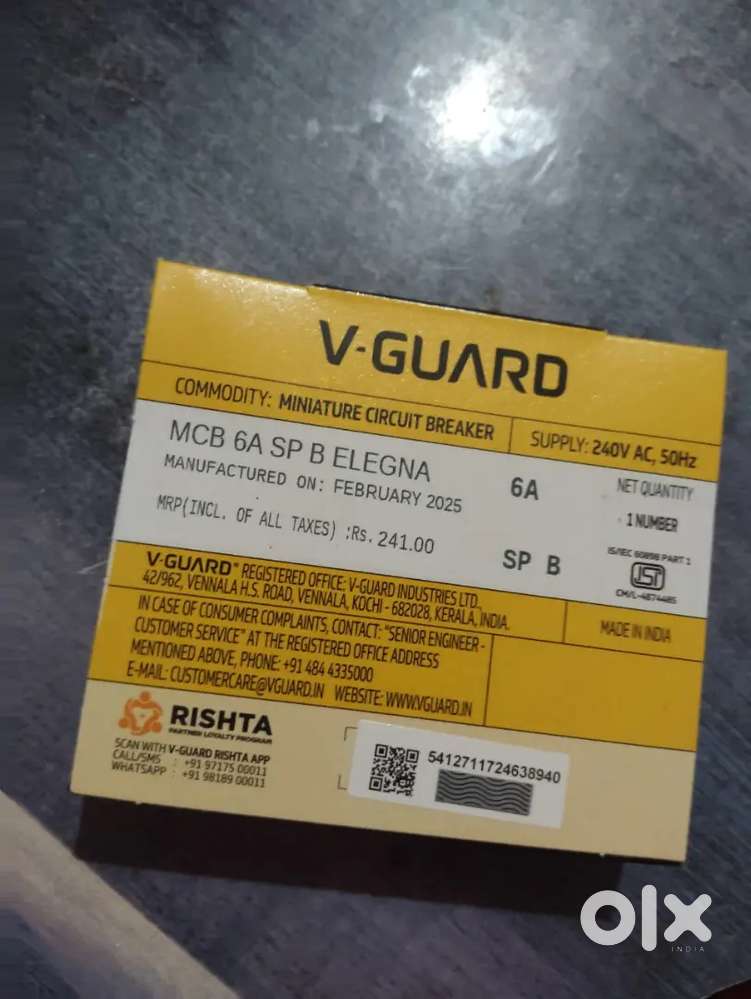 V-GUARD
COMMODITY: MINIATURE CIRCUIT BREAKER
SUPPLY: 240V AC, 50Hz
MCB 6A SP B ELEGNA
MANUFACTURED ON: FEBRUARY 2025
MRP(INCL. OF ALL TAXES) :Rs. 241.00
6A
SP B
NET QUANTITY
1 NUMBER
IS/IEC 60898 PART 1
ISI
CM/L-4874485
V-GUARD® REGISTERED OFFICE: V-GUARD INDUSTRIES LTD.
42/962, VENNALA H.S. ROAD, VENNALA, KOCHI - 682028, KERALA, INDIA.
MADE IN INDIA
IN CASE OF CONSUMER COMPLAINTS, CONTACT: "SENIOR ENGINEER -
CUSTOMER SERVICE" AT THE REGISTERED OFFICE ADDRESS
MENTIONED ABOVE, PHONE: +91 484 4335000
E-MAIL: CUSTOMERCARE@VGUARD.IN WEBSITE: WWW.VGUARD.IN
RISHTA
PARTNER LOYALTY PROGRAM
SCAN WITH V-GUARD RISHTA APP
CALL/SMS : +91 97175 00011
WHATSAPP : +91 98189 00011
5412711724638940
olx
INDIA